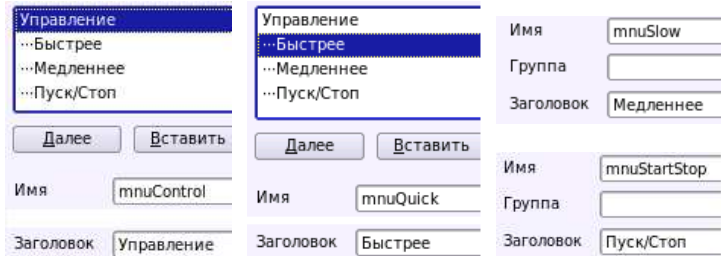 Управление
···Быстрее
···Медленнее
···Пуск/Стоп
Далее Вставить
Имя mnuControl
Заголовок Управление
Управление
···Быстрее
···Медленнее
···Пуск/Стоп
Далее Вставить
Имя mnuQuick
Заголовок Быстрее
Имя mnuSlow
Группа
Заголовок Медленнее
Имя mnuStartStop
Группа
Заголовок Пуск/Стоп